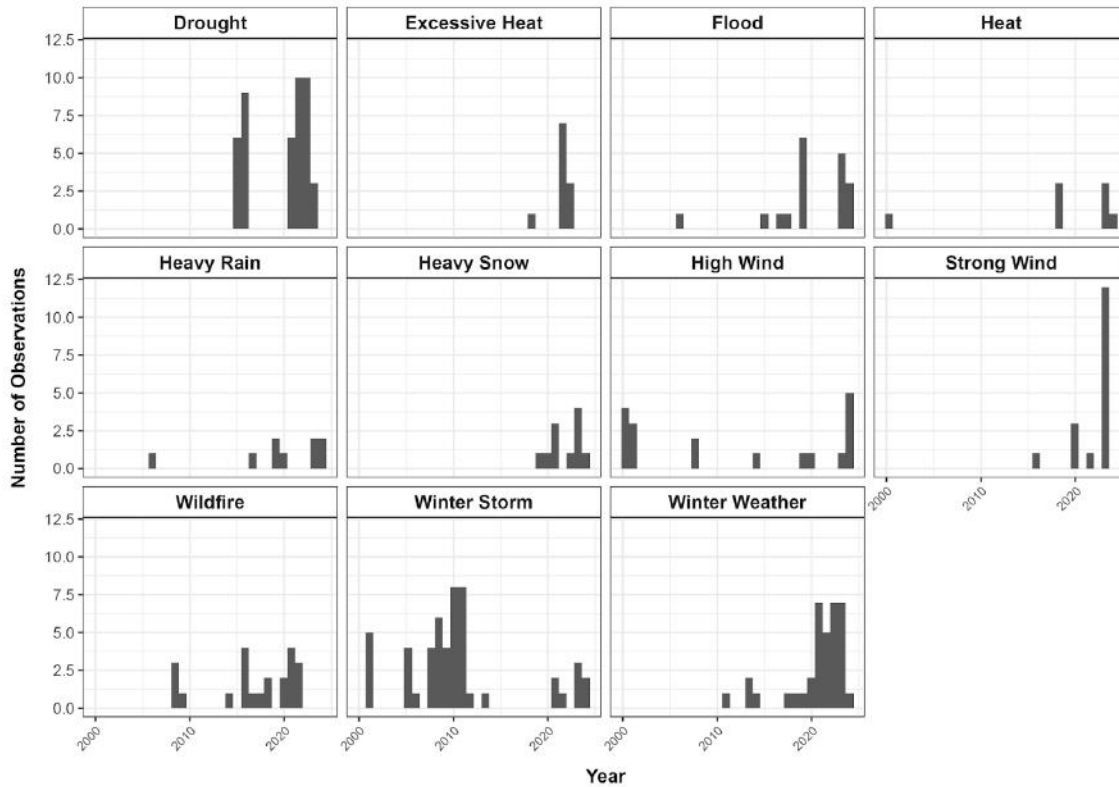 Drought Excessive Heat Flood Heat
12.5
10.0
7.5
5.0
2.5
0.0
Heavy Rain Heavy Snow High Wind Strong Wind
12.5
10.0
7.5
5.0
2.5
0.0
2000 2010 2020
Wildfire Winter Storm Winter Weather
12.5
10.0
7.5
5.0
2.5
0.0
2000 2010 2020 2000 2010 2020 2000 2010 2020
Number of Observations
Year